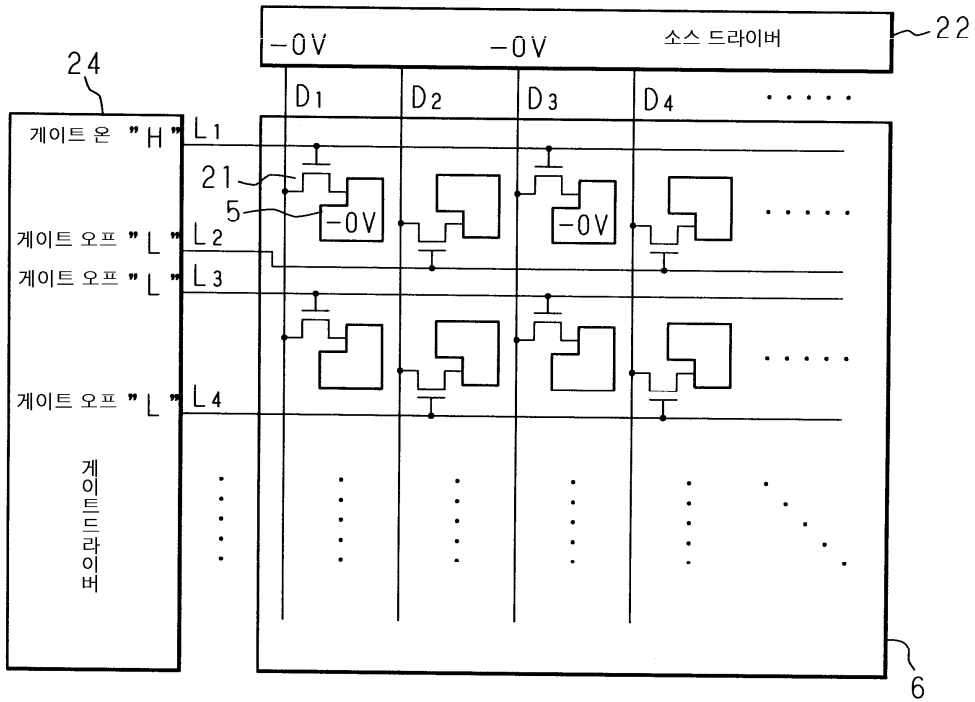 22
소스 드라이버
-0V -0V
24
D1 D2 D3 D4
게이트 온 "H" L1
21
5
-0V -0V
게이트 오프 "L" L2
게이트 오프 "L" L3
게이트 오프 "L" L4
게이트드라이버
6